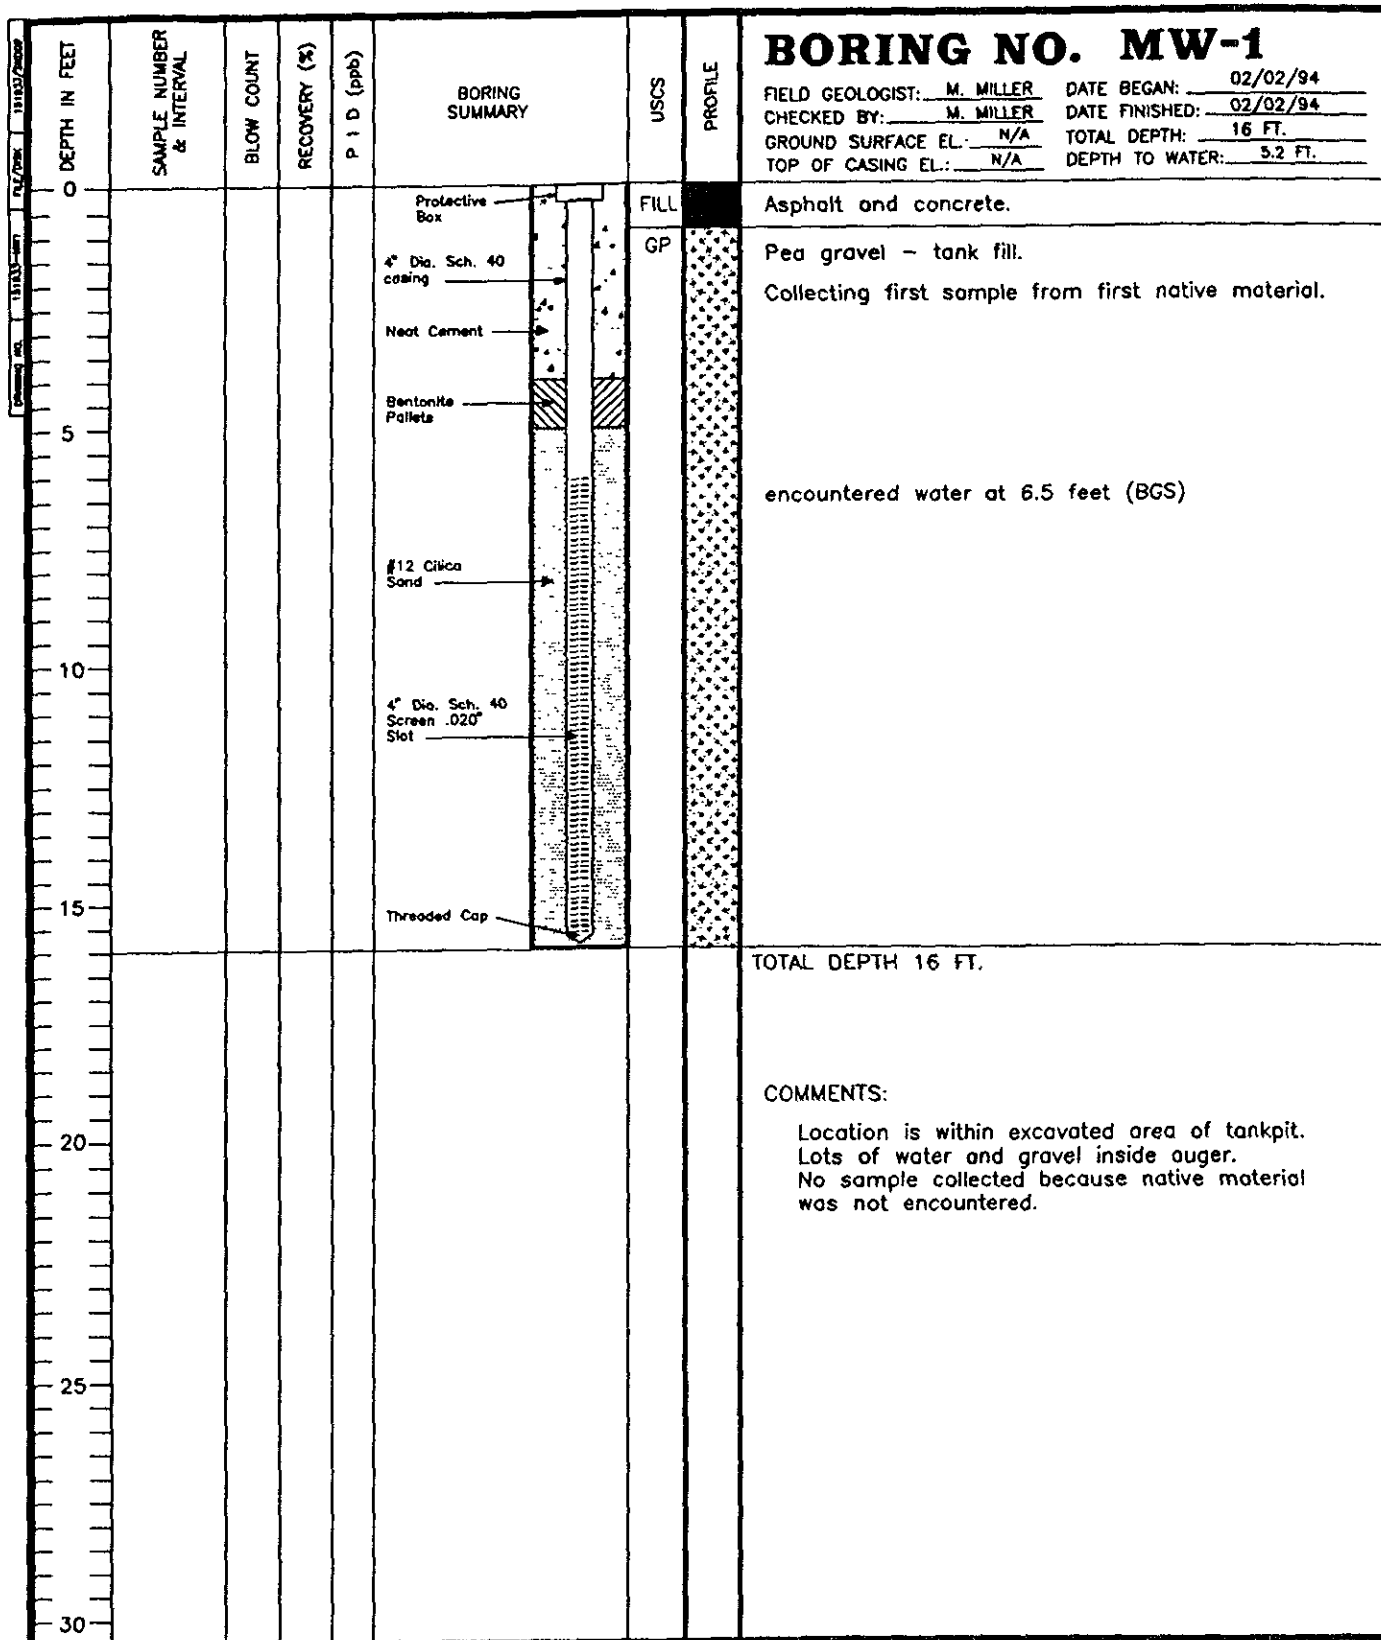 BORING NO. MW-1
FIELD GEOLOGIST: M. MILLER DATE BEGAN: 02/02/94
CHECKED BY: M. MILLER DATE FINISHED: 02/02/94
GROUND SURFACE EL.: N/A TOTAL DEPTH: 16 FT.
TOP OF CASING EL.: N/A DEPTH TO WATER: 5.2 FT.
DEPTH IN FEET
SAMPLE NUMBER
& INTERVAL
BLOW COUNT
RECOVERY (%)
P I D (ppb)
BORING
SUMMARY
USCS
PROFILE
DRAWING NO.
FILE/DISK
0
Protective
Box
FILL
Asphalt and concrete.
GP
Pea gravel – tank fill.
4" Dia. Sch. 40
casing
Collecting first sample from first native material.
Neat Cement
Bentonite
Pallets
5
encountered water at 6.5 feet (BGS)
#12 Cilica
Sand
10
4" Dia. Sch. 40
Screen .020"
Slot
15
Threaded Cap
TOTAL DEPTH 16 FT.
COMMENTS:
Location is within excavated area of tankpit.
Lots of water and gravel inside auger.
No sample collected because native material
was not encountered.
20
25
30